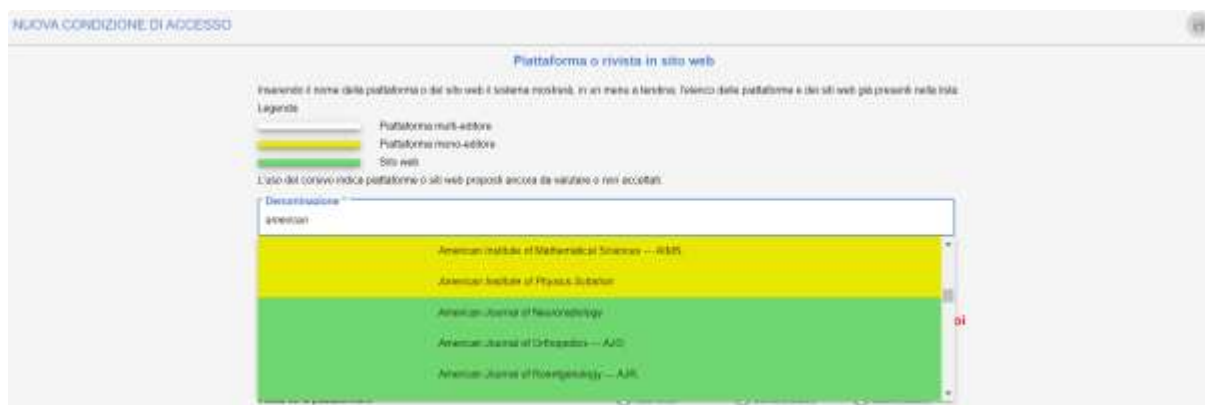 NUOVA CONDIZIONE DI ACCESSO
Piattaforma o rivista in sito web
Inserendo il nome della piattaforma o del sito web il sistema mostrerà, in un menu a tendina, l'elenco delle piattaforme e dei siti web già presenti nella lista
Legenda
Piattaforma multi-editore
Piattaforma mono-editore
Sito web
L'uso del corsivo indica piattaforme o siti web proposti ancora da valutare o non accettati.
Denominazione *
american
American Institute of Mathematical Sciences --- AIMS
American Institute of Physics
American Journal of Neuroradiology
oi
American Journal of Orthopedics --- AJO
American Journal of Roentgenology --- AJR